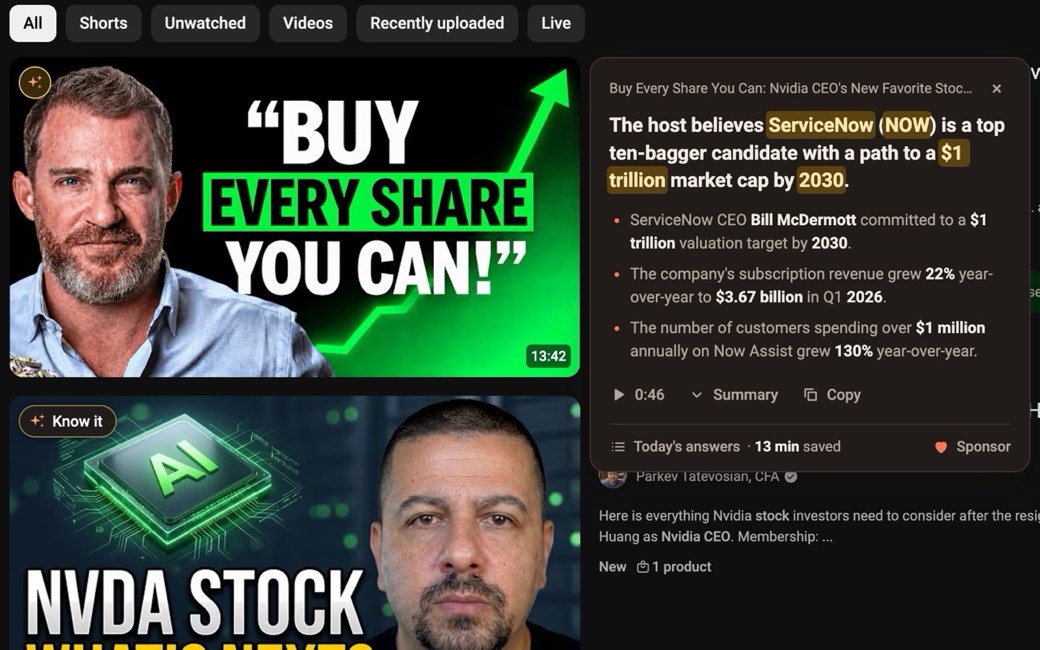 All
Shorts
Unwatched
Videos
Recently uploaded
Live
“BUY
EVERY SHARE
YOU CAN!”
13:42
Buy Every Share You Can: Nvidia CEO's New Favorite Stoc...
The host believes ServiceNow (NOW) is a top
ten-bagger candidate with a path to a $1
trillion market cap by 2030.
• ServiceNow CEO Bill McDermott committed to a $1
trillion valuation target by 2030.
• The company's subscription revenue grew 22% year-
over-year to $3.67 billion in Q1 2026.
• The number of customers spending over $1 million
annually on Now Assist grew 130% year-over-year.
0:46
Summary
Copy
Today's answers · 13 min saved
Sponsor
Know it
AI
NVDA STOCK
Parkev Tatevosian, CFA
Here is everything Nvidia stock investors need to consider after the resig
Huang as Nvidia CEO. Membership: ...
New
1 product